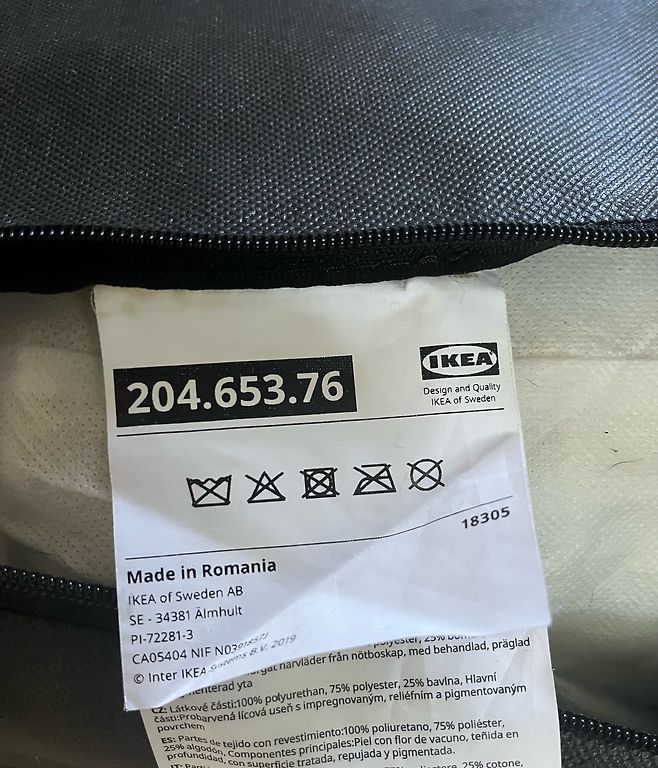 204.653.76
IKEA
Design and Quality
IKEA of Sweden
18305
Made in Romania
IKEA of Sweden AB
SE - 34381 Älmhult
PI-72281-3
CA05404 NIF
© Inter IKEA Systems B.V. 2019
polyester, 25%
narvläder från nötboskap, med behandlad, präglad
yta
CZ: Látkové části:100% polyurethan, 75% polyester, 25% bavlna, Hlavní
části:Probarvená lícová useň s impregnovaným, reliéfním a pigmentovaným
povrchem
ES: Partes de tejido con revestimiento:100% poliuretano, 75% poliéster,
25% algodón, Componentes principales:Piel con flor de vacuno, teñida en
profundidad, con superficie tratada, repujada y pigmentada.
25% cotone,